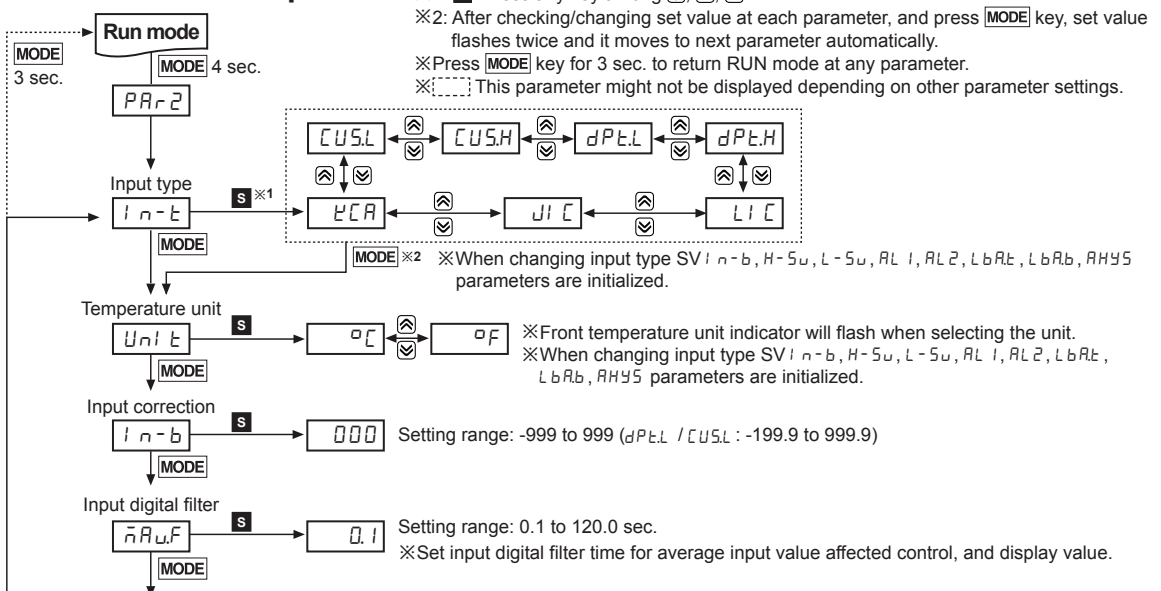 ※2: After checking/changing set value at each parameter, and press MODE key, set value
flashes twice and it moves to next parameter automatically.
※Press MODE key for 3 sec. to return RUN mode at any parameter.
※ This parameter might not be displayed depending on other parameter settings.
Run mode
MODE
3 sec.
MODE 4 sec.
PAr2
CUS.L CUS.H dPt.L dPt.H
Input type
In-t S ※1 KCA JIC LIC
MODE
MODE ※2 ※When changing input type SV In-b, H-Sv, L-Sv, AL1, AL2, LbA.t, LbA.b, AHYS
parameters are initialized.
Temperature unit
UnIt S °C °F ※Front temperature unit indicator will flash when selecting the unit.
※When changing input type SV In-b, H-Sv, L-Sv, AL1, AL2, LbA.t,
LbA.b, AHYS parameters are initialized.
MODE
Input correction
In-b S 000 Setting range: -999 to 999 (dPt.L / CUS.L : -199.9 to 999.9)
MODE
Input digital filter
MAv.F S 0.1 Setting range: 0.1 to 120.0 sec.
※Set input digital filter time for average input value affected control, and display value.
MODE